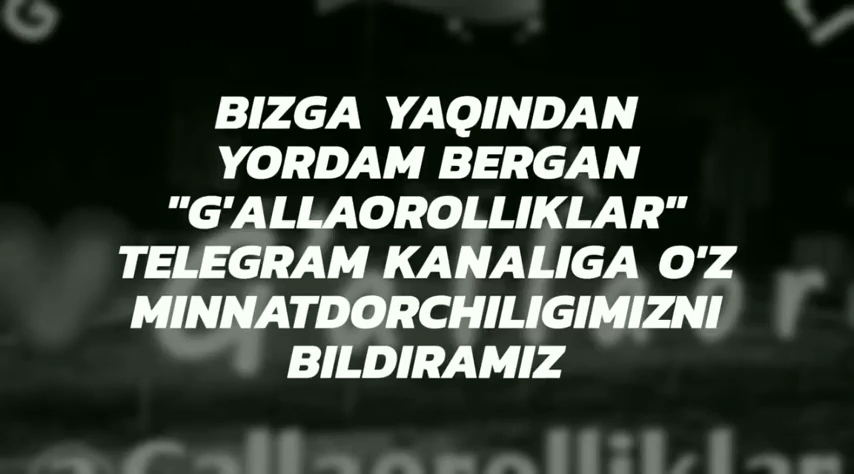 BIZGA YAQINDAN
YORDAM BERGAN
"G'ALLAOROLLIKLAR"
TELEGRAM KANALIGA O'Z
MINNATDORCHILIGIMIZNI
BILDIRAMIZ